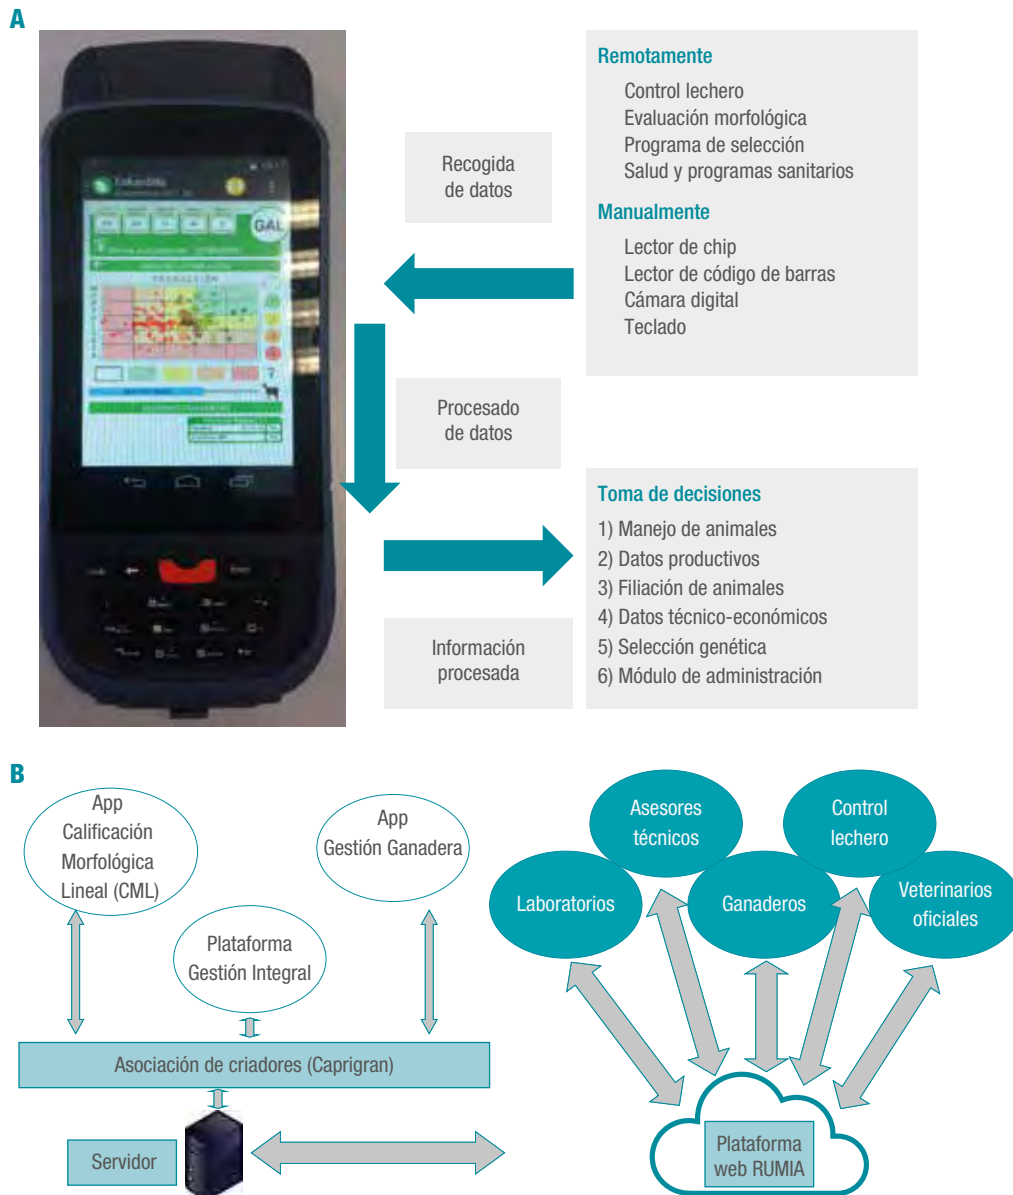 A
GAL
Recogida
de datos
Remotamente
Control lechero
Evaluación morfológica
Programa de selección
Salud y programas sanitarios
Manualmente
Lector de chip
Lector de código de barras
Cámara digital
Teclado
Procesado
de datos
Información
procesada
Toma de decisiones
1) Manejo de animales
2) Datos productivos
3) Filiación de animales
4) Datos técnico-económicos
5) Selección genética
6) Módulo de administración
B
App
Calificación
Morfológica
Lineal (CML)
App
Gestión Ganadera
Plataforma
Gestión Integral
Asociación de criadores (Caprigran)
Servidor
Laboratorios
Asesores
técnicos
Ganaderos
Control
lechero
Veterinarios
oficiales
Plataforma
web RUMIA